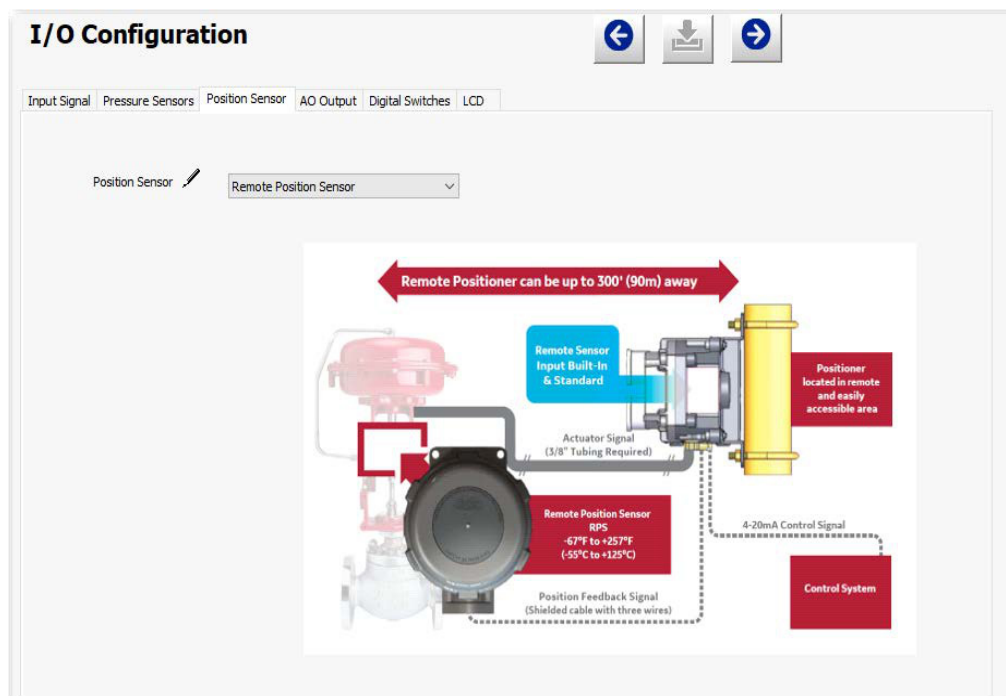 I/O Configuration
Input Signal Pressure Sensors Position Sensor AO Output Digital Switches LCD
Position Sensor
Remote Position Sensor
Remote Positioner can be up to 300' (90m) away
Remote Sensor
Input Built-In
& Standard
Positioner
located in remote
and easily
accessible area
Actuator Signal
(3/8" Tubing Required)
Remote Position Sensor
RPS
-67°F to +257°F
(-55°C to +125°C)
4-20mA Control Signal
Control System
Position Feedback Signal
(Shielded cable with three wires)